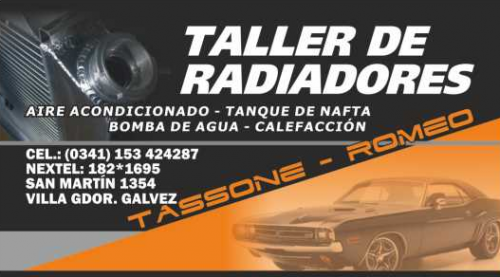 TALLER DE
RADIADORES
AIRE ACONDICIONADO - TANQUE DE NAFTA
BOMBA DE AGUA - CALEFACCIÓN
CEL.: (0341) 153 424287
NEXTEL: 182*1695
SAN MARTÍN 1354
VILLA GDOR. GALVEZ
TASSONE - ROMEO